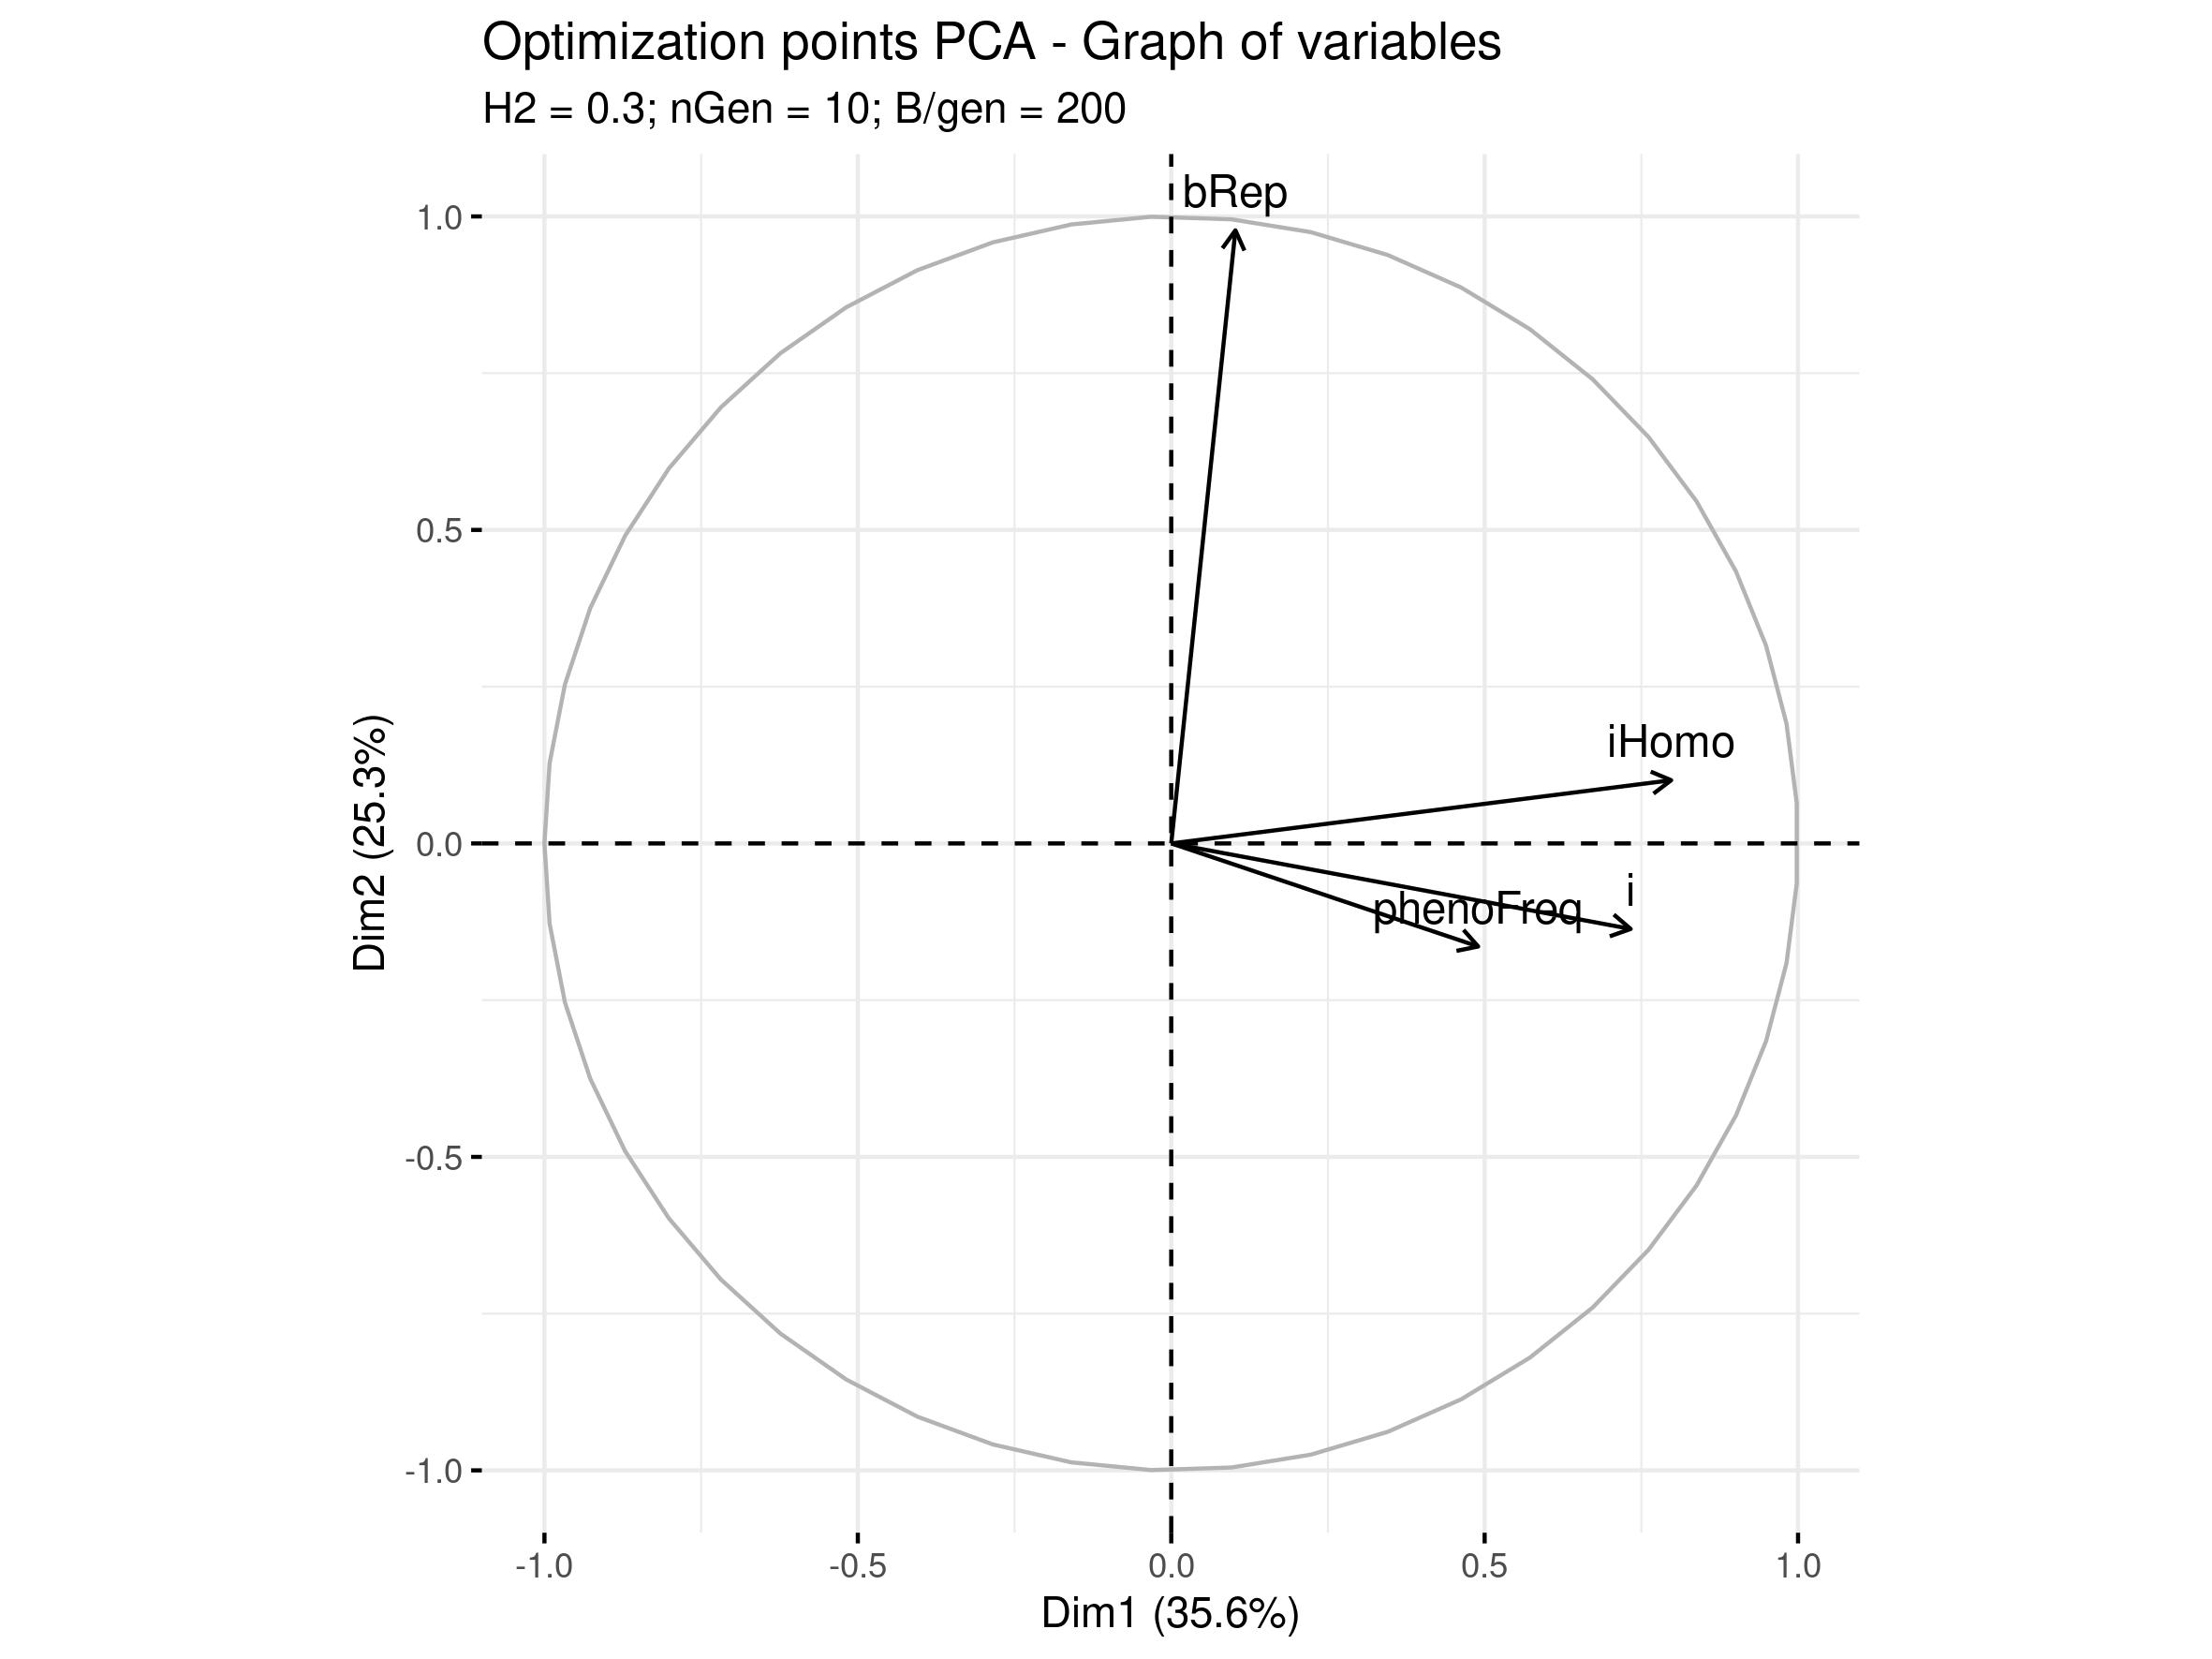 Optimization points PCA - Graph of variables
H2 = 0.3; nGen = 10; B/gen = 200
bRep
iHomo
i
phenoFreq
1.0
0.5
0.0
-0.5
-1.0
Dim2 (25.3%)
-1.0
-0.5
0.0
0.5
1.0
Dim1 (35.6%)